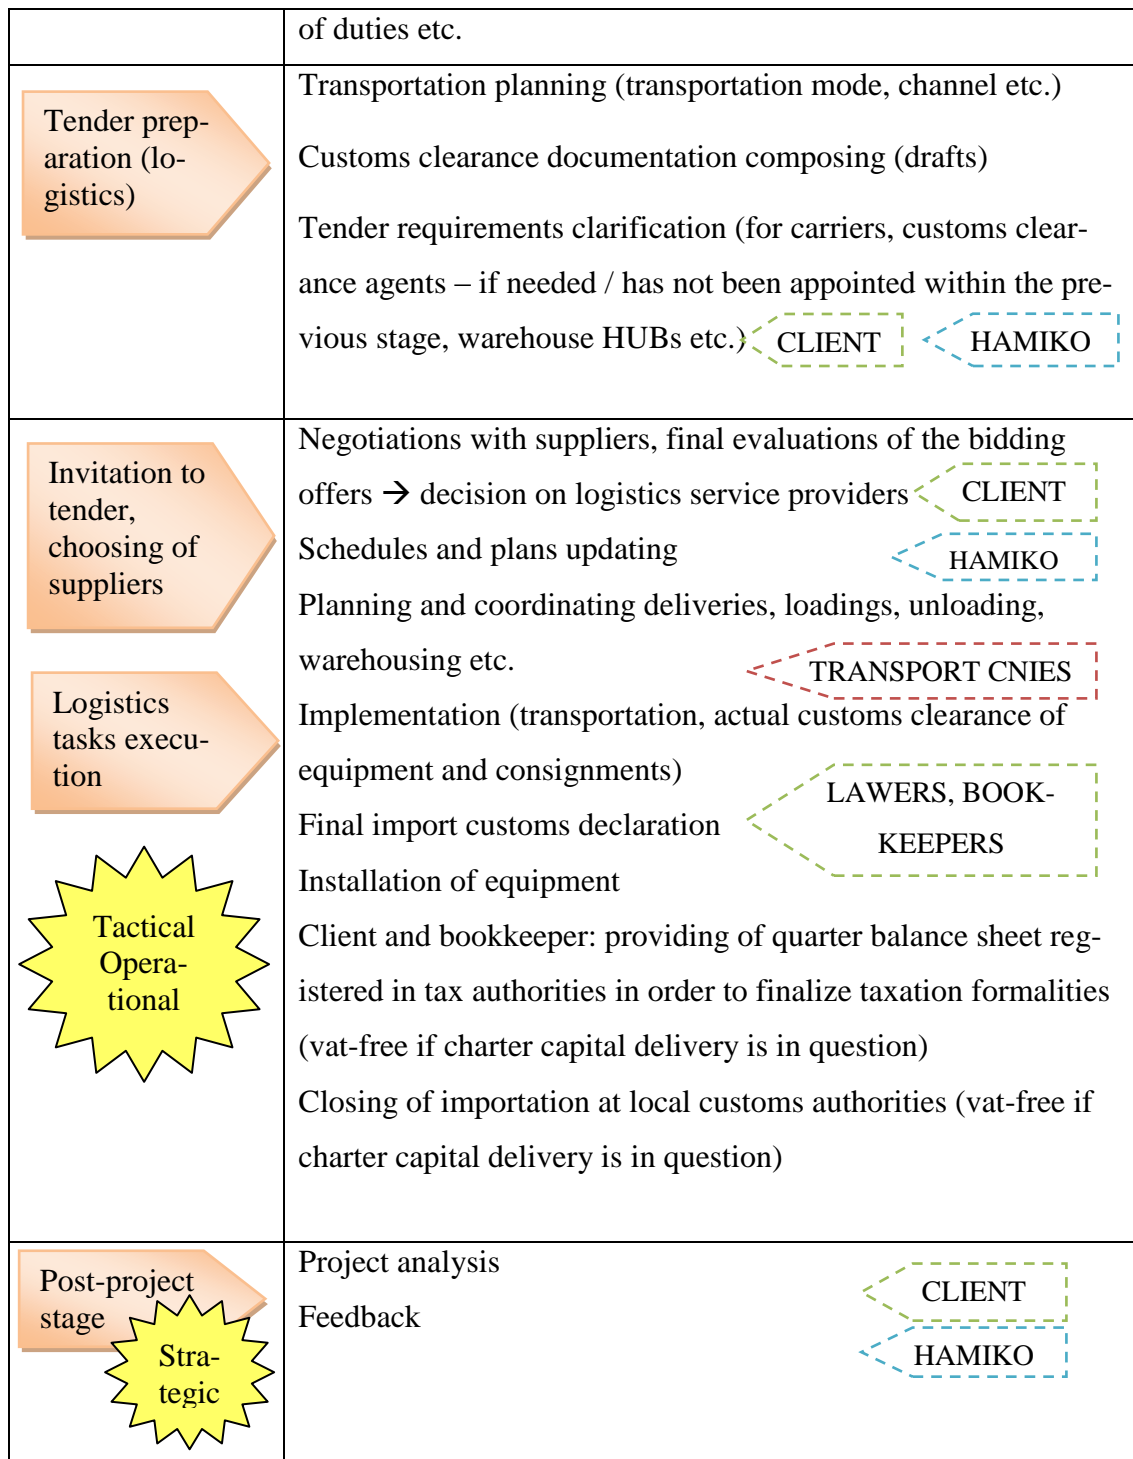 of duties etc.
Tender prep-
aration (lo-
gistics)
Transportation planning (transportation mode, channel etc.)
Customs clearance documentation composing (drafts)
Tender requirements clarification (for carriers, customs clear-
ance agents – if needed / has not been appointed within the pre-
vious stage, warehouse HUBs etc.)
CLIENT
HAMIKO
Invitation to
tender,
choosing of
suppliers
Logistics
tasks execu-
tion
Tactical
Opera-
tional
Negotiations with suppliers, final evaluations of the bidding
offers → decision on logistics service providers
CLIENT
Schedules and plans updating
HAMIKO
Planning and coordinating deliveries, loadings, unloading,
warehousing etc.
TRANSPORT CNIES
Implementation (transportation, actual customs clearance of
equipment and consignments)
LAWERS, BOOK-
KEEPERS
Final import customs declaration
Installation of equipment
Client and bookkeeper: providing of quarter balance sheet reg-
istered in tax authorities in order to finalize taxation formalities
(vat-free if charter capital delivery is in question)
Closing of importation at local customs authorities (vat-free if
charter capital delivery is in question)
Post-project
stage
Stra-
tegic
Project analysis
Feedback
CLIENT
HAMIKO